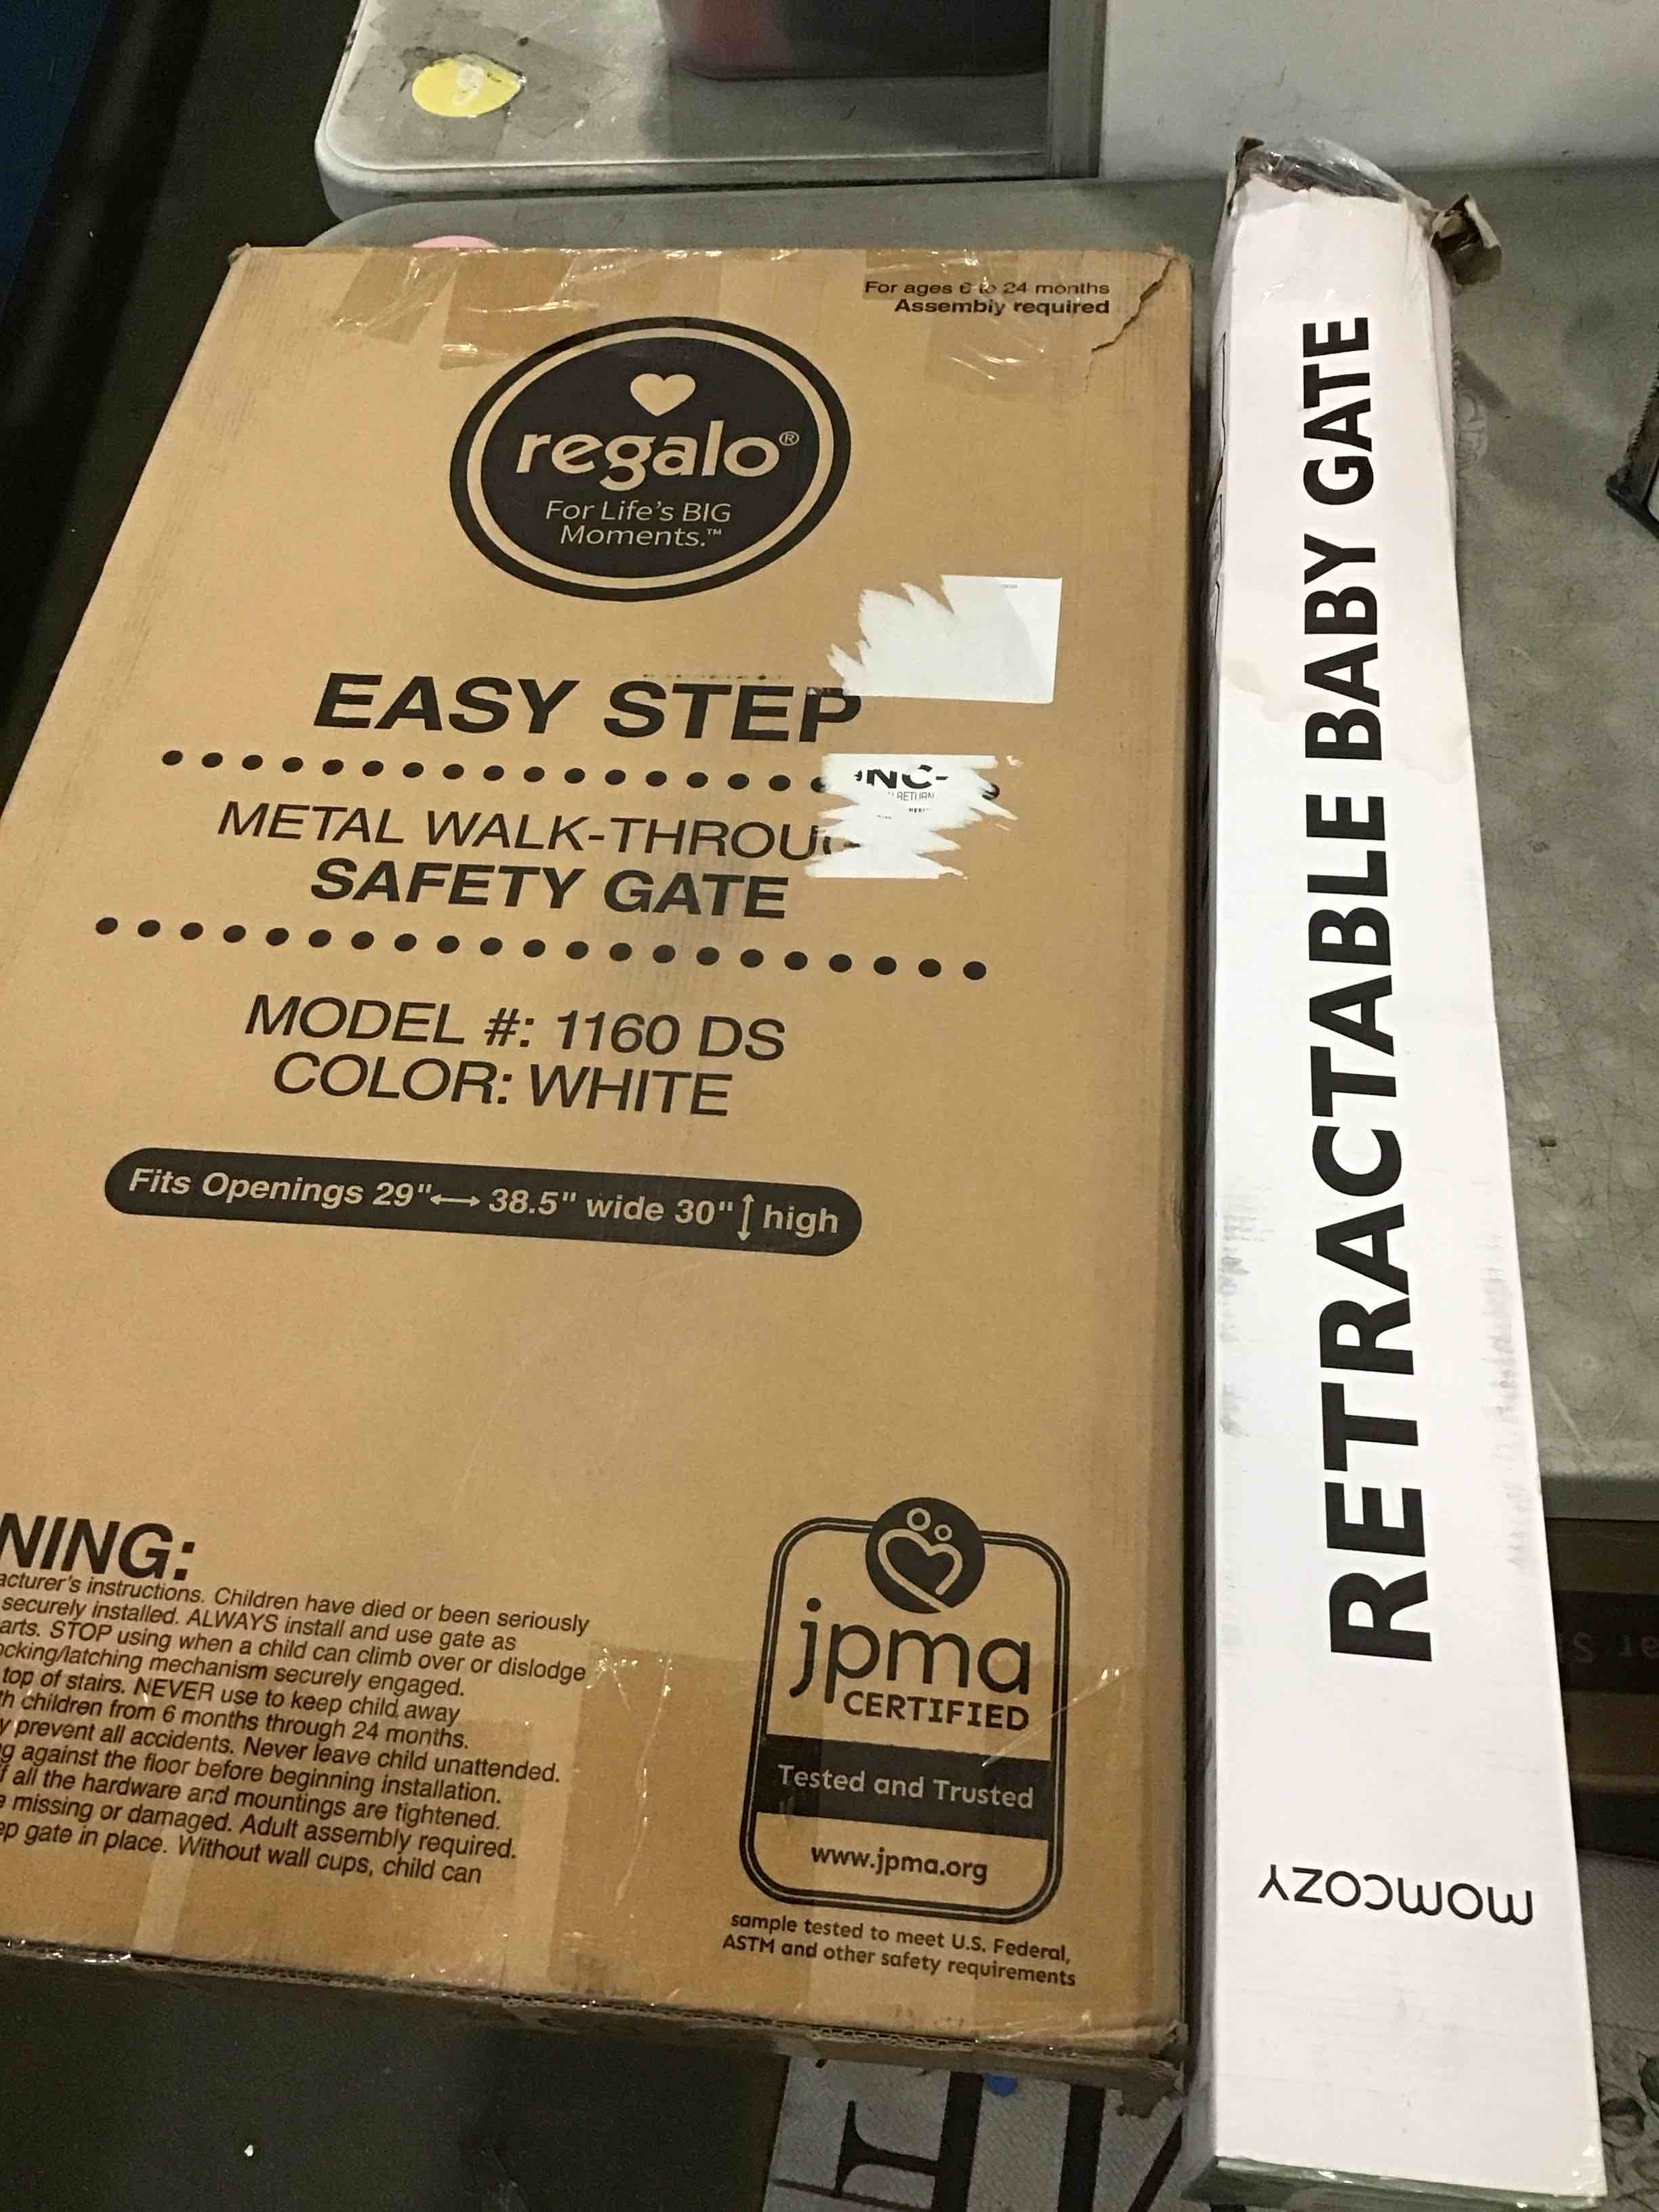 For ages 6 to 24 months
Assembly required
regalo®
For Life's BIG
Moments.™
EASY STEP
METAL WALK-THROUG
SAFETY GATE
RETURN
MODEL #: 1160 DS
COLOR: WHITE
Fits Openings 29"↔ 38.5" wide 30"↕ high
NING:
acturer's instructions. Children have died or been seriously
securely installed. ALWAYS install and use gate as
arts. STOP using when a child can climb over or dislodge
ocking/latching mechanism securely engaged.
top of stairs. NEVER use to keep child away
th children from 6 months through 24 months.
y prevent all accidents. Never leave child unattended.
g against the floor before beginning installation.
f all the hardware and mountings are tightened.
e missing or damaged. Adult assembly required.
ep gate in place. Without wall cups, child can
jpma
CERTIFIED
Tested and Trusted
www.jpma.org
sample tested to meet U.S. Federal,
ASTM and other safety requirements
RETRACTABLE BABY GATE
momcozy